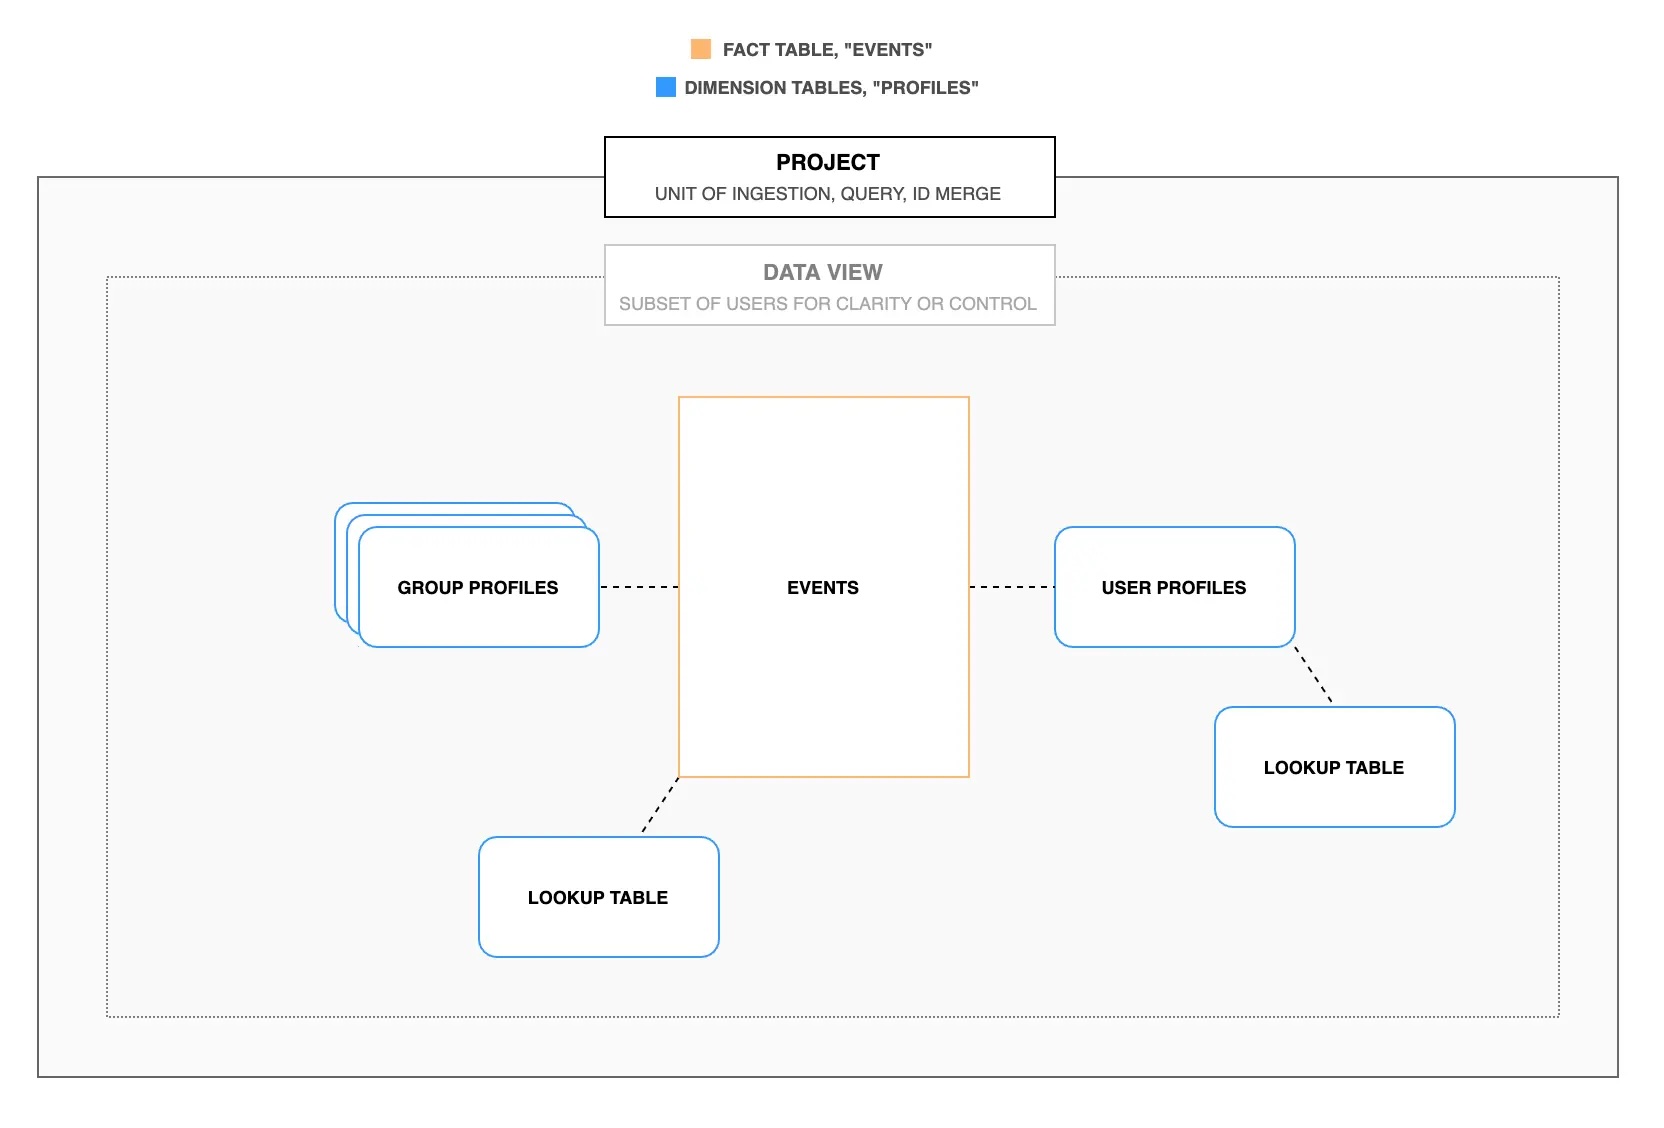 FACT TABLE, "EVENTS"
DIMENSION TABLES, "PROFILES"
PROJECT
UNIT OF INGESTION, QUERY, ID MERGE
DATA VIEW
SUBSET OF USERS FOR CLARITY OR CONTROL
GROUP PROFILES
EVENTS
USER PROFILES
LOOKUP TABLE
LOOKUP TABLE